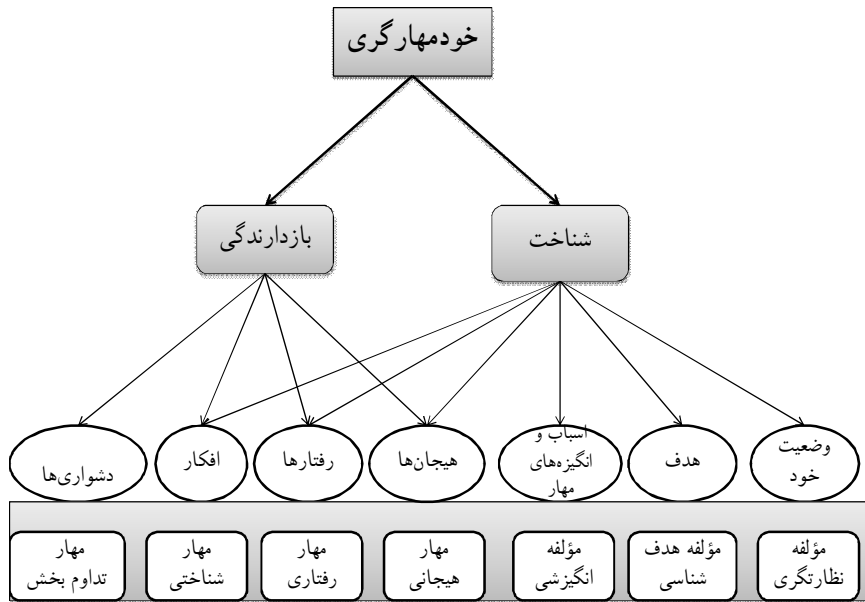 خودمهارگری
شناخت
بازدارندگی
وضعیت
خود
هدف
اسباب و
انگیزه‌های
مهار
هیجان‌ها
رفتارها
افکار
دشواری‌ها
مؤلفه
نظارتگری
مؤلفه هدف
شناسی
مؤلفه
انگیزشی
مهار
هیجانی
مهار
رفتاری
مهار
شناختی
مهار
تداوم بخش